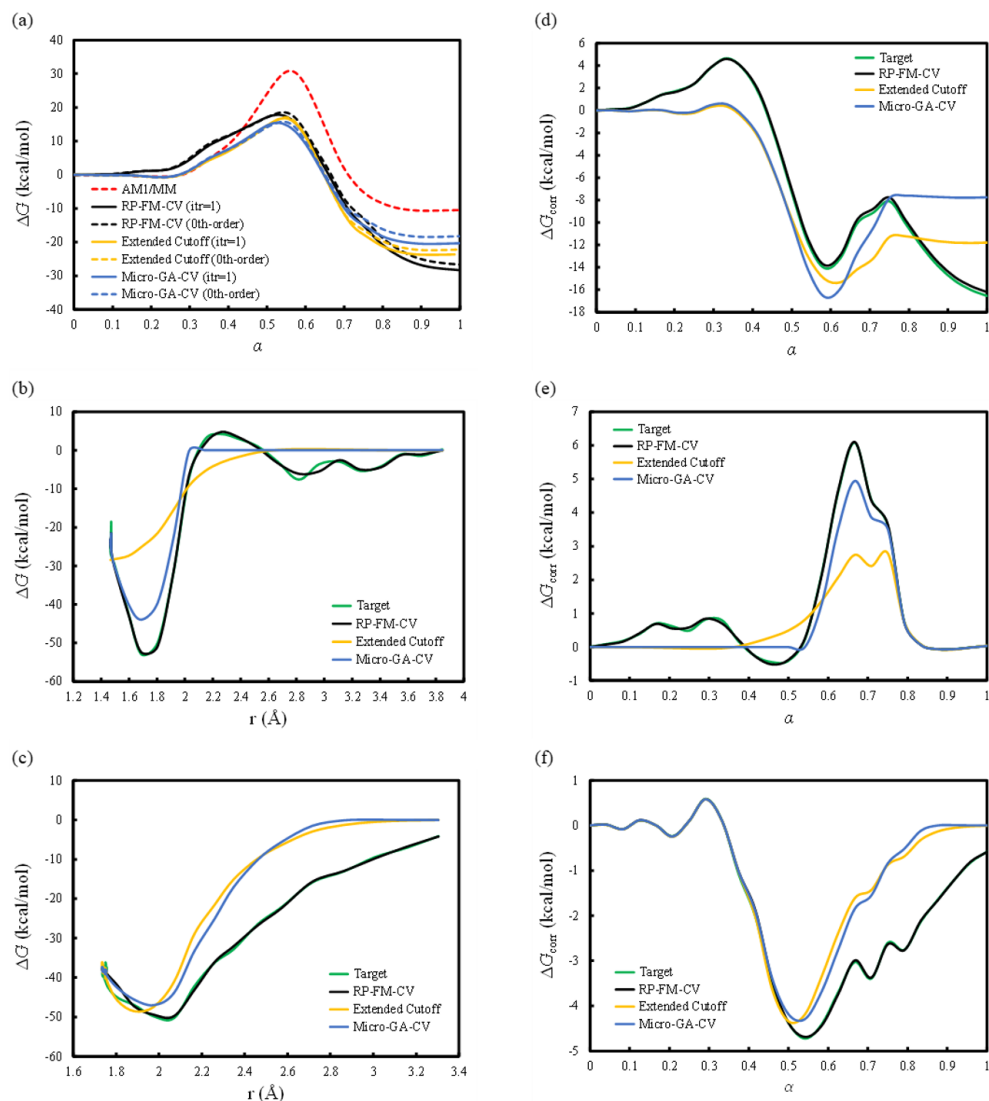 (a)
40
30
20
10
0
-10
-20
-30
-40
ΔG (kcal/mol)
AM1/MM
RP-FM-CV (itr=1)
RP-FM-CV (0th-order)
Extended Cutoff (itr=1)
Extended Cutoff (0th-order)
Micro-GA-CV (itr=1)
Micro-GA-CV (0th-order)
0 0.1 0.2 0.3 0.4 0.5 0.6 0.7 0.8 0.9 1
α
(d)
6
4
2
0
-2
-4
-6
-8
-10
-12
-14
-16
-18
ΔGcorr (kcal/mol)
Target
RP-FM-CV
Extended Cutoff
Micro-GA-CV
0 0.1 0.2 0.3 0.4 0.5 0.6 0.7 0.8 0.9 1
α
(b)
10
0
-10
-20
-30
-40
-50
-60
ΔG (kcal/mol)
Target
RP-FM-CV
Extended Cutoff
Micro-GA-CV
1.2 1.4 1.6 1.8 2 2.2 2.4 2.6 2.8 3 3.2 3.4 3.6 3.8 4
r (Å)
(e)
7
6
5
4
3
2
1
0
-1
ΔGcorr (kcal/mol)
Target
RP-FM-CV
Extended Cutoff
Micro-GA-CV
0 0.1 0.2 0.3 0.4 0.5 0.6 0.7 0.8 0.9 1
α
(c)
10
0
-10
-20
-30
-40
-50
-60
ΔG (kcal/mol)
Target
RP-FM-CV
Extended Cutoff
Micro-GA-CV
1.6 1.8 2 2.2 2.4 2.6 2.8 3 3.2 3.4
r (Å)
(f)
1
0
-1
-2
-3
-4
-5
ΔGcorr (kcal/mol)
Target
RP-FM-CV
Extended Cutoff
Micro-GA-CV
0 0.1 0.2 0.3 0.4 0.5 0.6 0.7 0.8 0.9 1
α